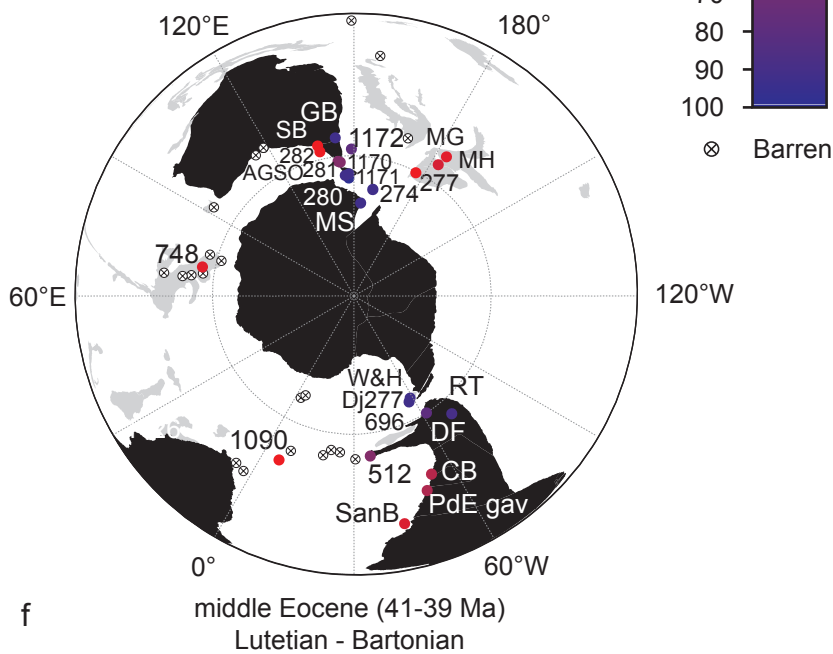 120°E
180°
70
80
90
100
Barren
GB
SB
1172
MG
282
1170
MH
AGSO
281
1171
277
274
280
MS
748
60°E
120°W
W&H
RT
Dj277
696
DF
1090
512
CB
PdE gav
SanB
0°
60°W
f
middle Eocene (41-39 Ma)
Lutetian - Bartonian